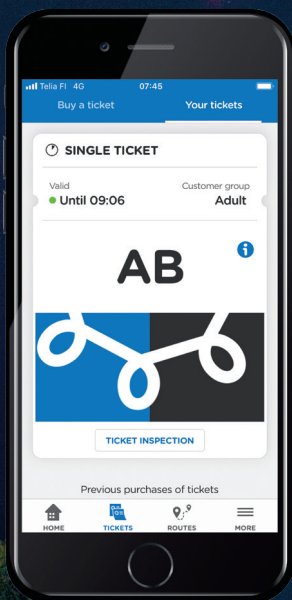 Telia FI 4G 07:45
Buy a ticket Your tickets
SINGLE TICKET
Valid Customer group
Until 09:06 Adult
AB
i
TICKET INSPECTION
Previous purchases of tickets
HOME TICKETS ROUTES MORE